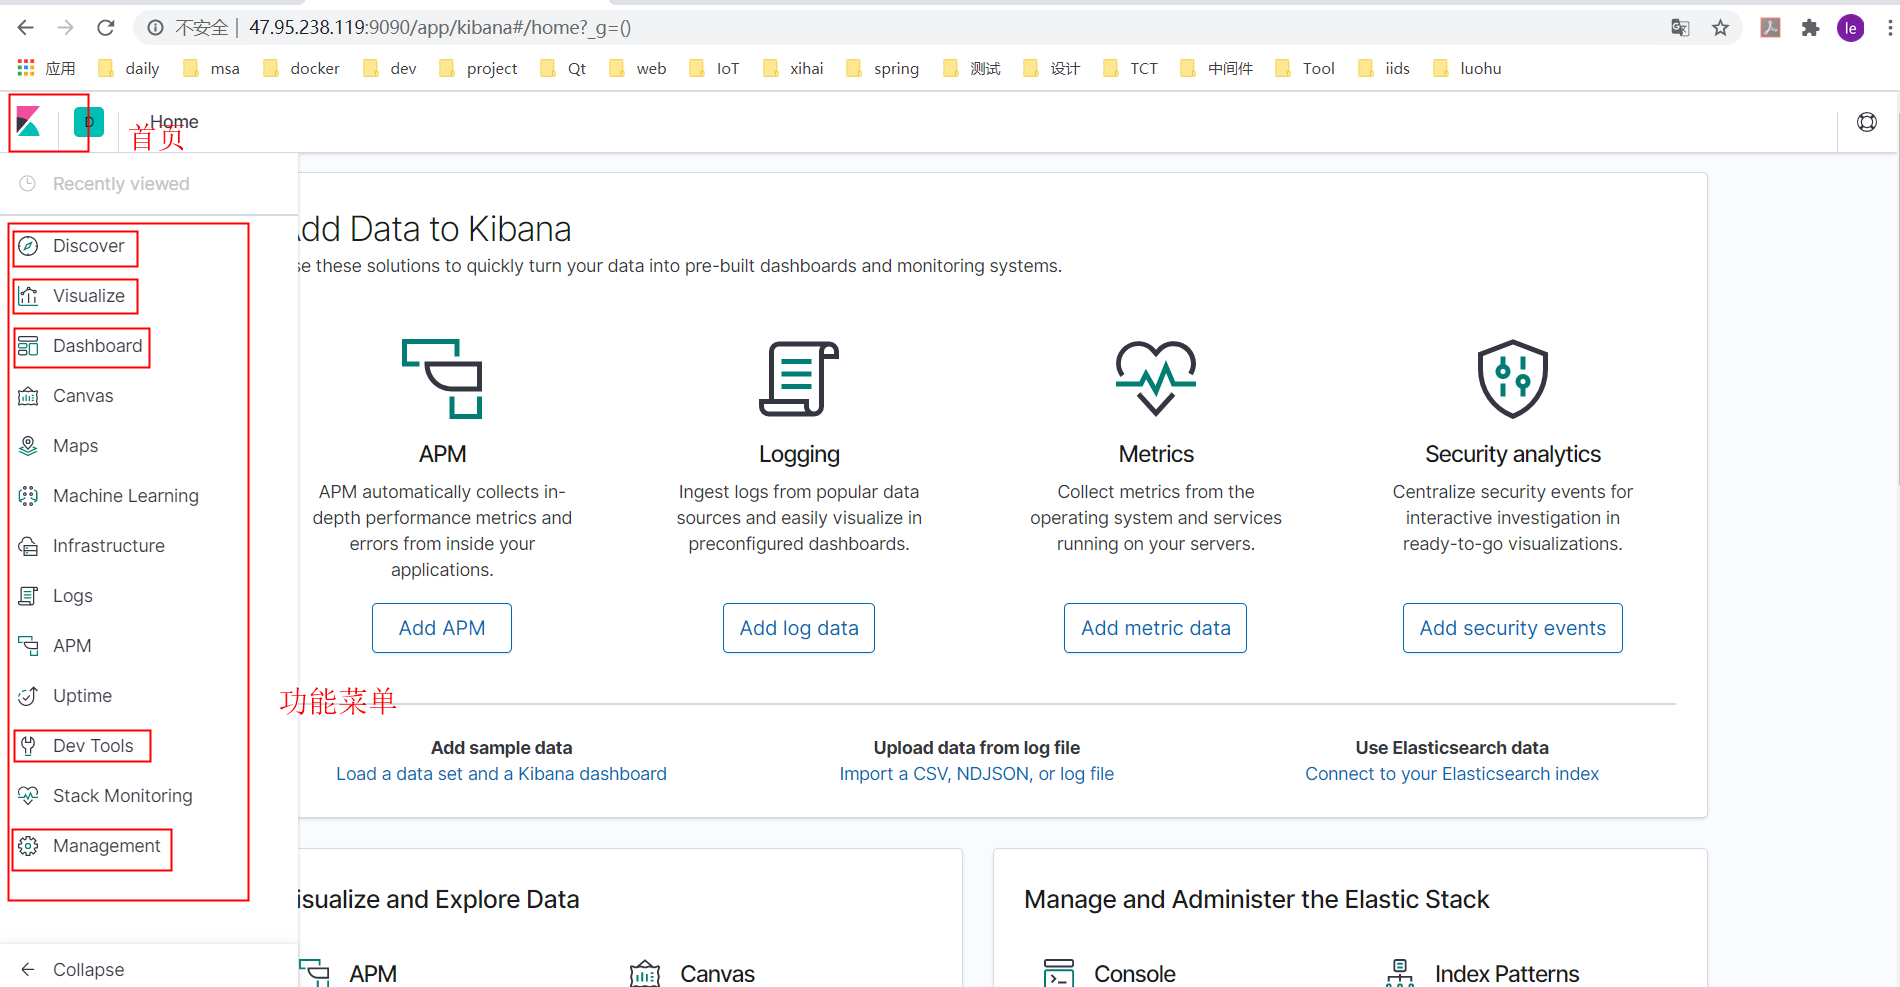 不安全 | 47.95.238.119:9090/app/kibana#/home?_g=()
le
应用 daily msa docker dev project Qt web IoT xihai spring 测试 设计 TCT 中间件 Tool iids luohu
D Home
首页
Recently viewed
Discover
Visualize
Dashboard
Canvas
Maps
Machine Learning
Infrastructure
Logs
APM
Uptime
Dev Tools
Stack Monitoring
Management
Collapse
功能菜单
dd Data to Kibana
se these solutions to quickly turn your data into pre-built dashboards and monitoring systems.
APM
APM automatically collects in-
depth performance metrics and
errors from inside your
applications.
Add APM
Logging
Ingest logs from popular data
sources and easily visualize in
preconfigured dashboards.
Add log data
Metrics
Collect metrics from the
operating system and services
running on your servers.
Add metric data
Security analytics
Centralize security events for
interactive investigation in
ready-to-go visualizations.
Add security events
Add sample data
Load a data set and a Kibana dashboard
Upload data from log file
Import a CSV, NDJSON, or log file
Use Elasticsearch data
Connect to your Elasticsearch index
isualize and Explore Data
APM
Canvas
Manage and Administer the Elastic Stack
Console
Index Patterns